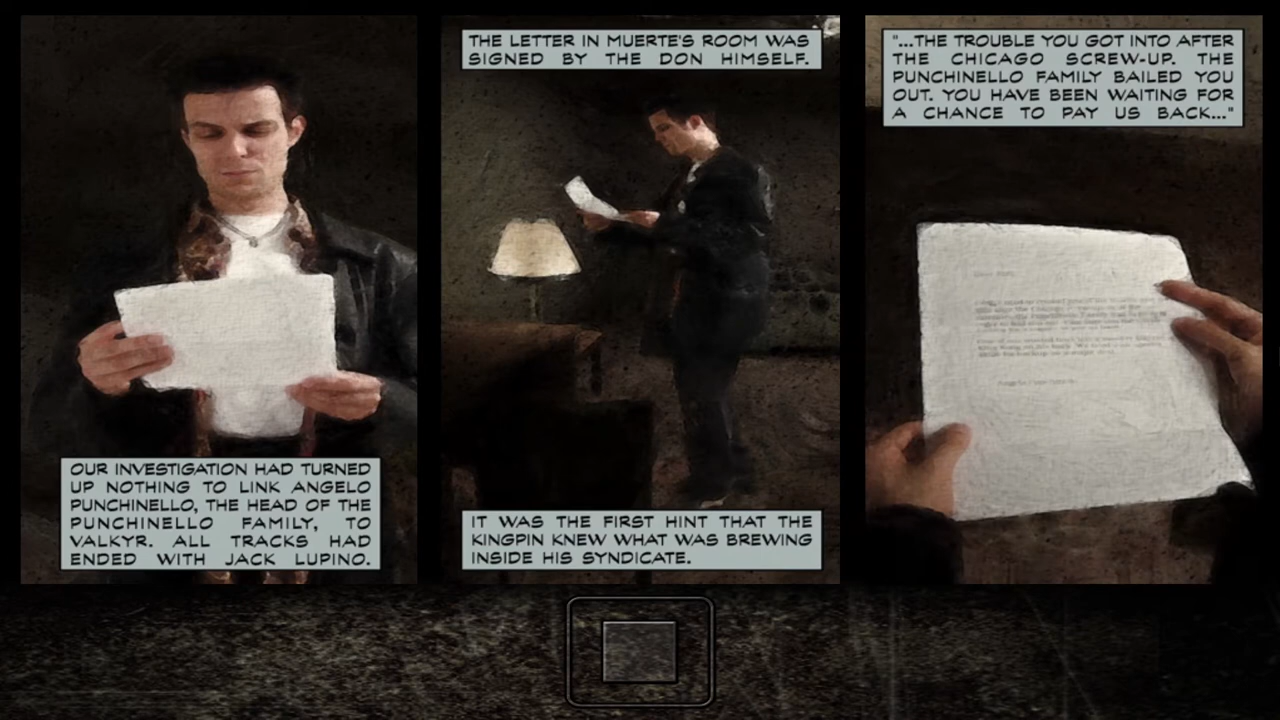 OUR INVESTIGATION HAD TURNED
UP NOTHING TO LINK ANGELO
PUNCHINELLO, THE HEAD OF THE
PUNCHINELLO FAMILY, TO
VALKYR. ALL TRACKS HAD
ENDED WITH JACK LUPINO.
THE LETTER IN MUERTE'S ROOM WAS
SIGNED BY THE DON HIMSELF.
IT WAS THE FIRST HINT THAT THE
KINGPIN KNEW WHAT WAS BREWING
INSIDE HIS SYNDICATE.
"...THE TROUBLE YOU GOT INTO AFTER
THE CHICAGO SCREW-UP. THE
PUNCHINELLO FAMILY BAILED YOU
OUT. YOU HAVE BEEN WAITING FOR
A CHANCE TO PAY US BACK..."